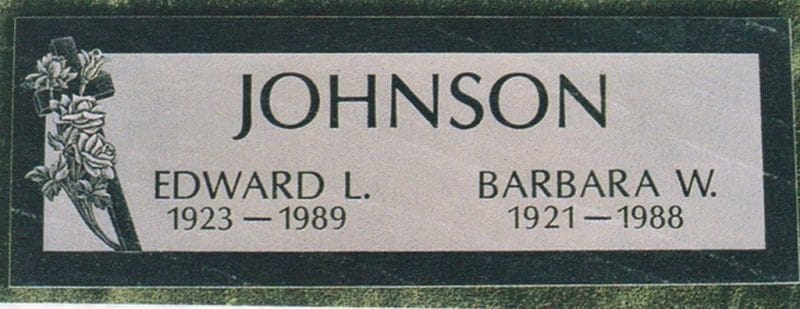 JOHNSON
EDWARD L. BARBARA W.
1923 — 1989 1921 — 1988